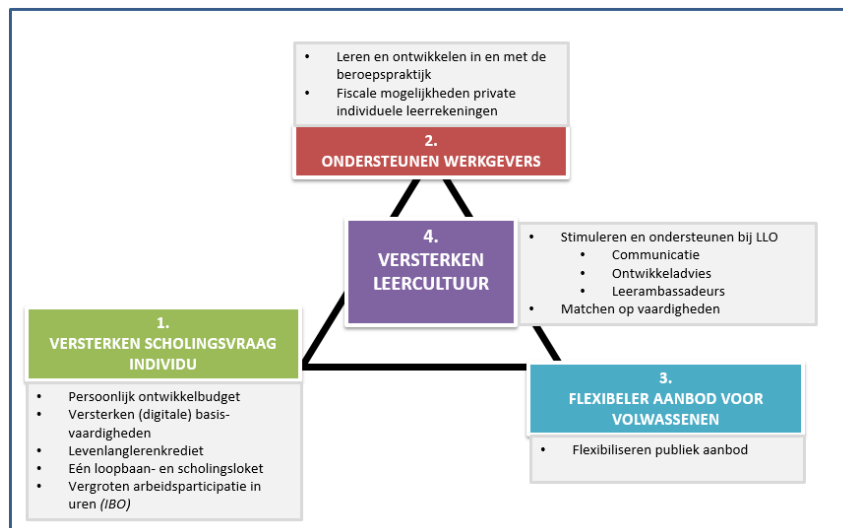 • Leren en ontwikkelen in en met de
beroepspraktijk
• Fiscale mogelijkheden private
individuele leerrekeningen
2.
ONDERSTEUNEN WERKGEVERS
4.
VERSTERKEN
LEERCULTUUR
• Stimuleren en ondersteunen bij LLO
• Communicatie
• Ontwikkeladvies
• Leerambassadeurs
• Matchen op vaardigheden
1.
VERSTERKEN SCHOLINGSVRAAG
INDIVIDU
• Persoonlijk ontwikkelbudget
• Versterken (digitale) basis-
vaardigheden
• Levenlanglerenkrediet
• Eén loopbaan- en scholingsloket
• Vergroten arbeidsparticipatie in
uren (IBO)
3.
FLEXIBELER AANBOD VOOR
VOLWASSENEN
• Flexibiliseren publiek aanbod